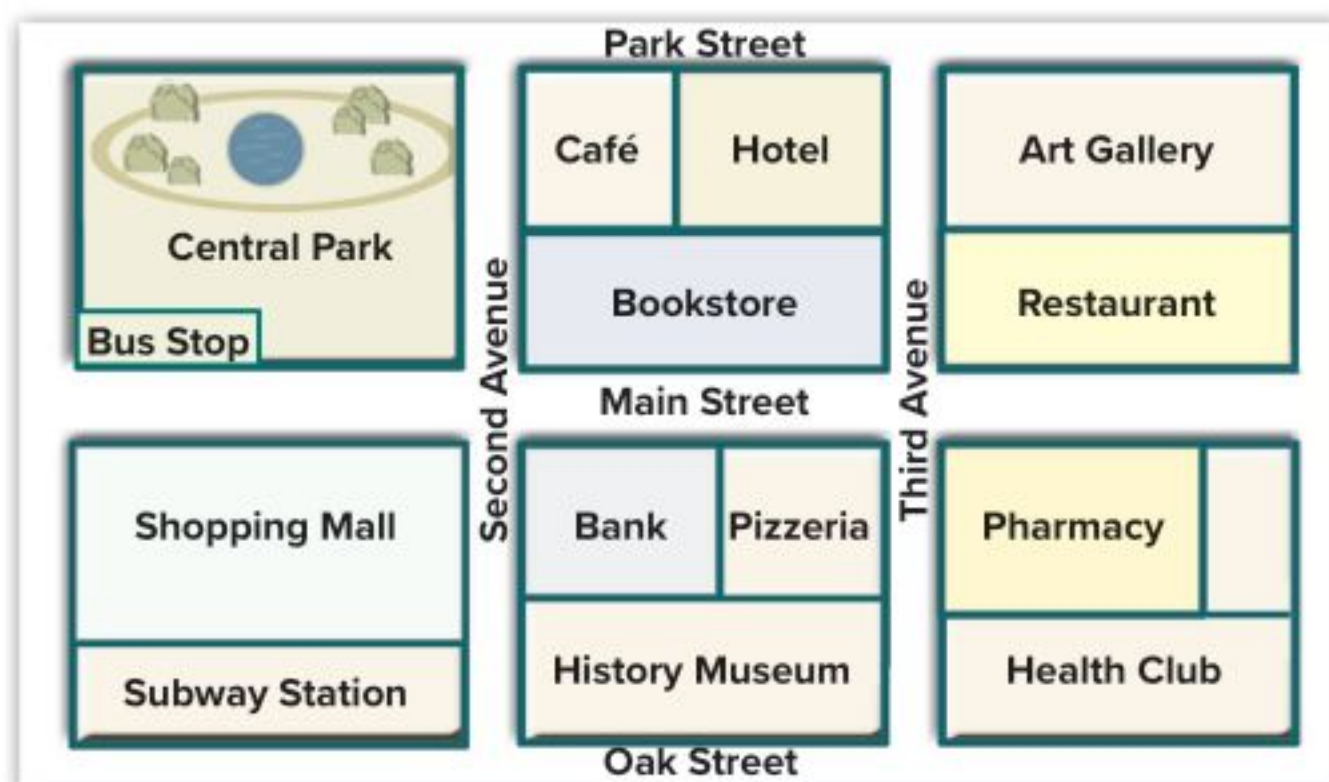 Park Street
Café
Hotel
Art Gallery
Central Park
Bookstore
Restaurant
Bus Stop
Second Avenue
Main Street
Third Avenue
Shopping Mall
Bank
Pizzeria
Pharmacy
Subway Station
History Museum
Health Club
Oak Street